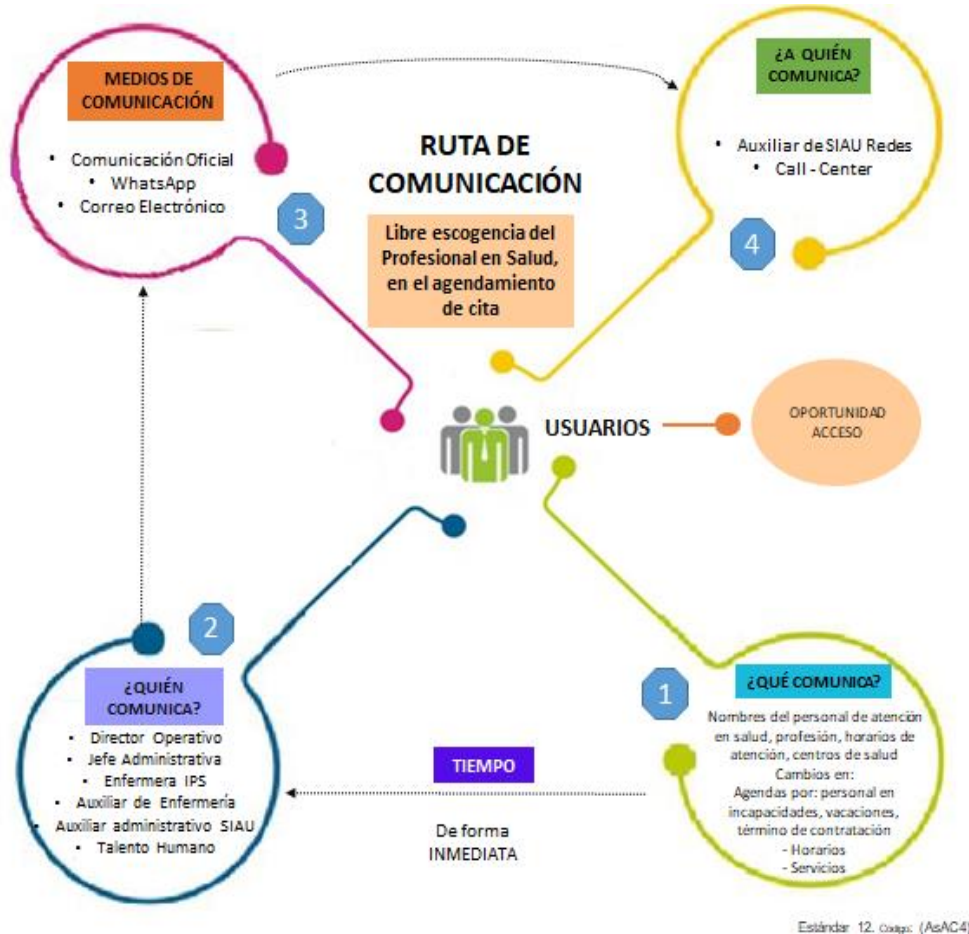 MEDIOS DE
COMUNICACIÓN
• Comunicación Oficial
• WhatsApp
• Correo Electrónico
3
RUTA DE
COMUNICACIÓN
Libre escogencia del
Profesional en Salud,
en el agendamiento
de cita
¿A QUIÉN
COMUNICA?
• Auxiliar de SIAU Redes
• Call - Center
4
USUARIOS
OPORTUNIDAD
ACCESO
2
¿QUIÉN
COMUNICA?
• Director Operativo
• Jefe Administrativa
• Enfermera IPS
• Auxiliar de Enfermería
• Auxiliar administrativo SIAU
• Talento Humano
TIEMPO
De forma
INMEDIATA
1
¿QUÉ COMUNICA?
Nombres del personal de atención
en salud, profesión, horarios de
atención, centros de salud
Cambios en:
Agendas por: personal en
incapacidades, vacaciones,
término de contratación
- Horarios
- Servicios
Estándar 12. Código: (AsAC4)